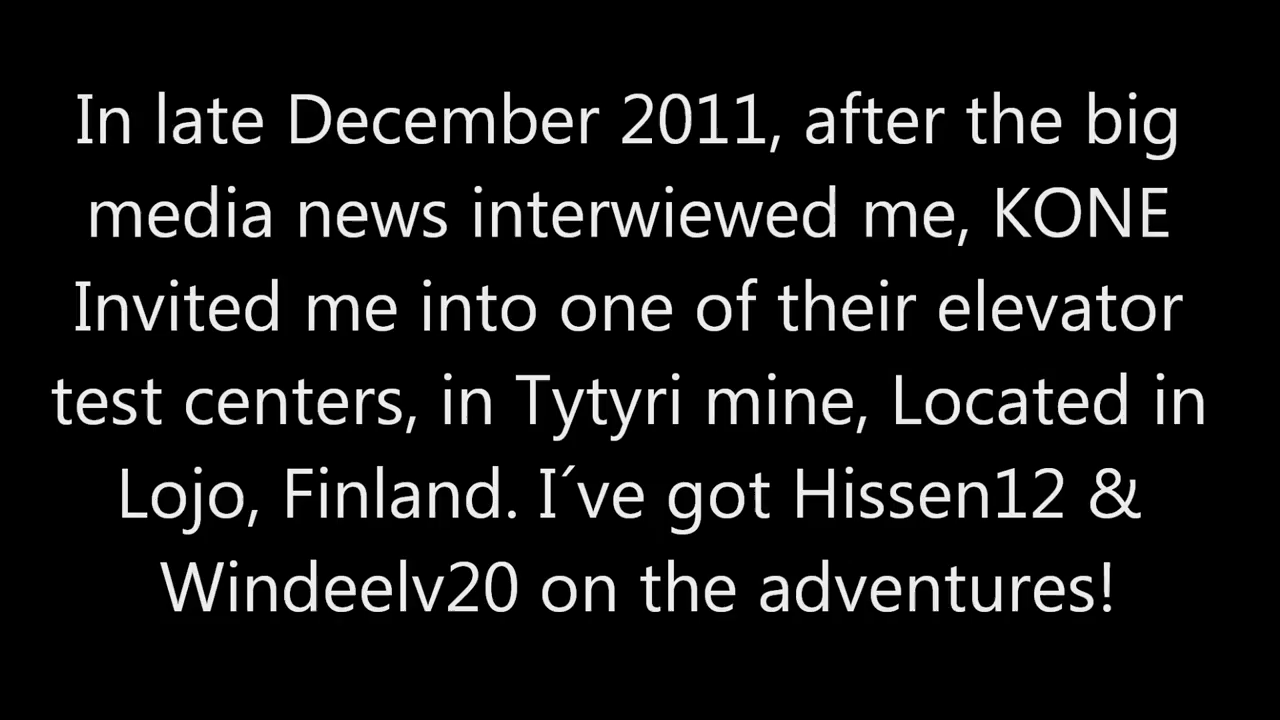 In late December 2011, after the big
media news interwiewed me, KONE
Invited me into one of their elevator
test centers, in Tytyri mine, Located in
Lojo, Finland. I´ve got Hissen12 &
Windeelv20 on the adventures!